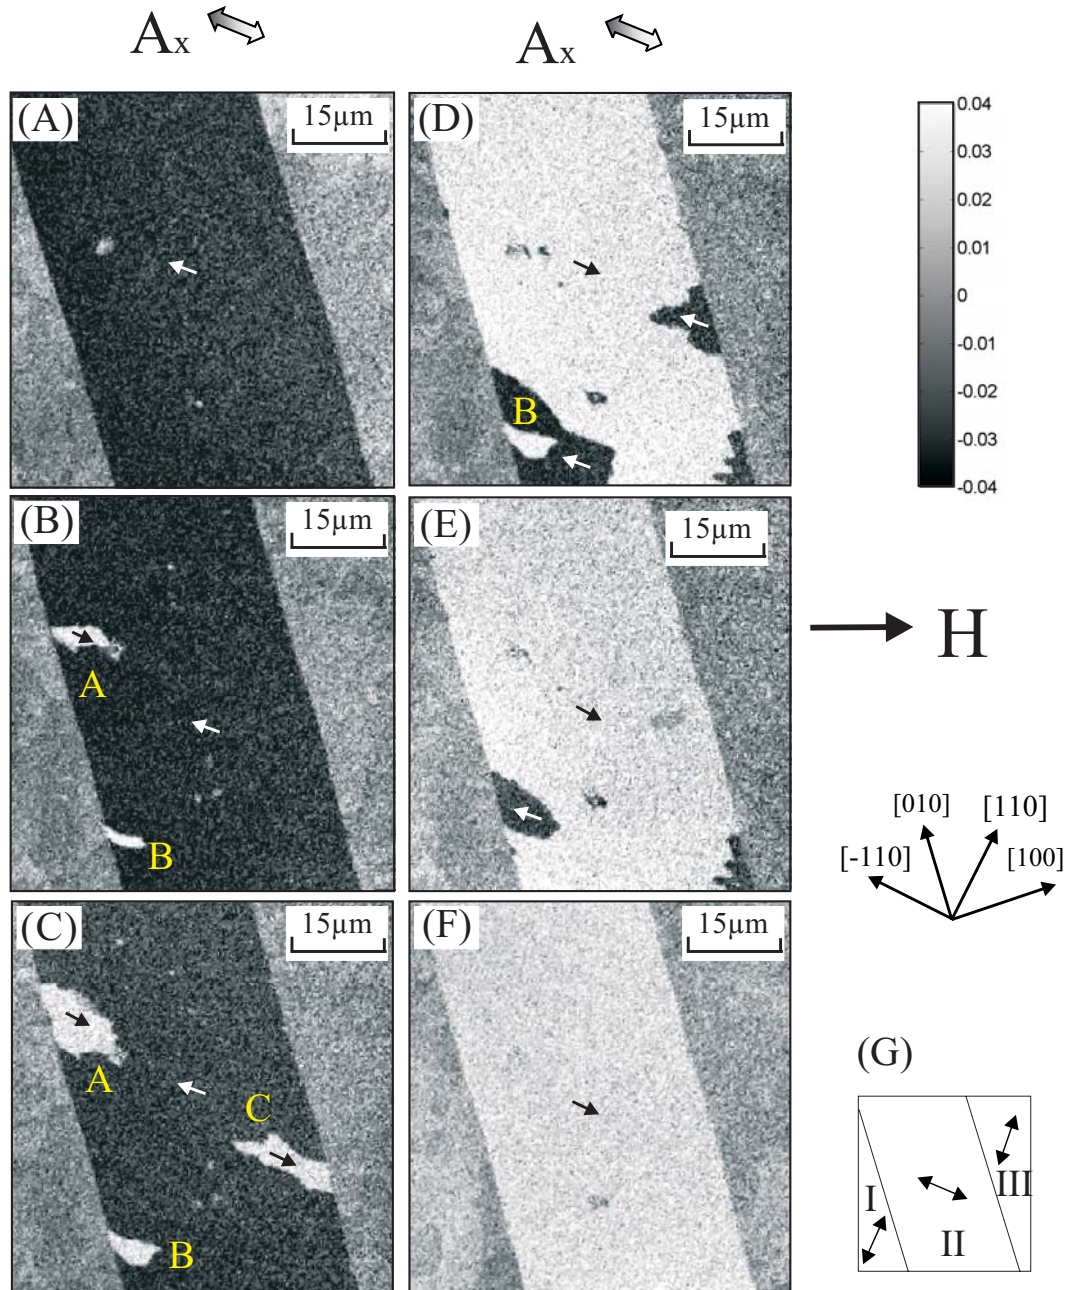 Ax
Ax
(A)
15µm
(D)
15µm
B
0.04
0.03
0.02
0.01
0
-0.01
-0.02
-0.03
-0.04
(B)
15µm
A
B
(E)
15µm
H
[-110]
[010]
[110]
[100]
(C)
15µm
A
C
B
(F)
15µm
(G)
I
II
III